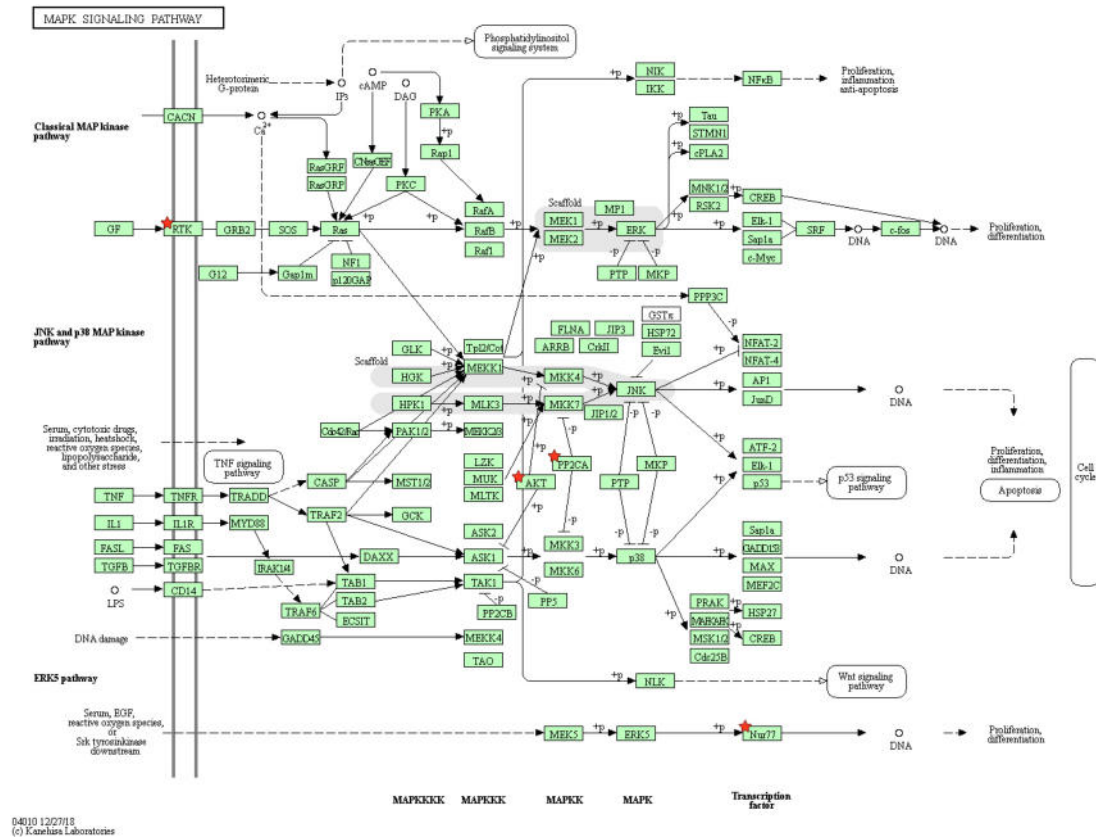 MAPK SIGNALING PATHWAY
Phosphatidylinositol
signaling system
Heterotorimeric
G-protein
IP3
cAMP
DAG
Ca2+
CACN
Classical MAP kinase
pathway
PKA
+p
Rap1
RasGRF
RasGRP
CNrasGEF
PKC
+p
NIK
IKK
NFκB
Proliferation,
inflammation
anti-apoptosis
+p
Tau
STMN1
cPLA2
+p
MNK1/2
RSK2
+p
CREB
GF
RTK
GRB2
SOS
Ras
+p
RafA
RafB
Raf1
+p
Scaffold
MEK1
MEK2
+p
MP1
ERK
+p
Elk-1
Sap1a
c-Myc
SRF
DNA
c-fos
DNA
Proliferation,
differentiation
G12
Gap1m
NF1
p120GAP
+p
PTP
MKP
PPP3C
-p
JNK and p38 MAP kinase
pathway
Scaffold
GLK
HGK
HPK1
+p
Tpl2/Cot
MEKK1
MLK3
+p
FLNA
JIP3
ARRB
CrkII
GSTπ
HSP72
Evi1
MKK4
MKK7
+p
JIP1/2
JNK
+p
NFAT-2
NFAT-4
AP1
JunD
DNA
Cdc42/Rac
PAK1/2
MEKK2/3
Serum, cytotoxic drugs,
irradiation, heatshock,
reactive oxygen species,
lipopolysaccharide,
and other stress
TNF signaling
pathway
LZK
MUK
MLTK
AKT
+p
PP2CA
-p
PTP
MKP
-p
ATF-2
Elk-1
p53
p53 signaling
pathway
Proliferation,
differentiation,
inflammation
Apoptosis
Cell
cycle
TNF
TNFR
TRADD
CASP
MST1/2
IL1
IL1R
MYD88
TRAF2
GCK
ASK2
FASL
FAS
DAXX
ASK1
+p
MKK3
MKK6
+p
p38
+p
Sap1a
GADD153
MAX
MEF2C
DNA
TGFB
TGFBR
IRAK1/4
LPS
CD14
TAB1
TAB2
ECSIT
TRAF6
TAK1
PP2CB
PP5
PRAK
MAPKAPK
MSK1/2
Cdc25B
+p
HSP27
CREB
DNA damage
GADD45
MEKK4
TAO
ERK5 pathway
+p
NLK
Wnt signaling
pathway
Serum, EGF,
reactive oxygen species,
or
Srk tyrosinkinase
downstream
MEK5
+p
ERK5
+p
Nur77
DNA
Proliferation,
differentiation
MAPKKKK
MAPKKK
MAPKK
MAPK
Transcription
factor
04010 12/27/18
(c) Kanehisa Laboratories